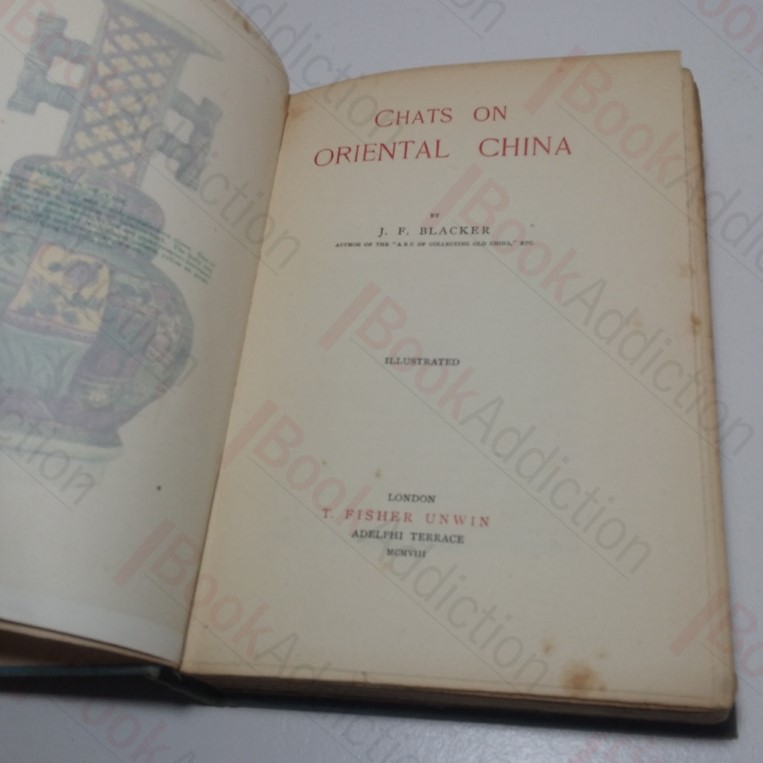 CHATS ON
ORIENTAL CHINA
BY
J. F. BLACKER
AUTHOR OF THE "A B C OF COLLECTING OLD CHINA," ETC.
ILLUSTRATED
LONDON
T. FISHER UNWIN
ADELPHI TERRACE
MCMVIII
BookAddiction